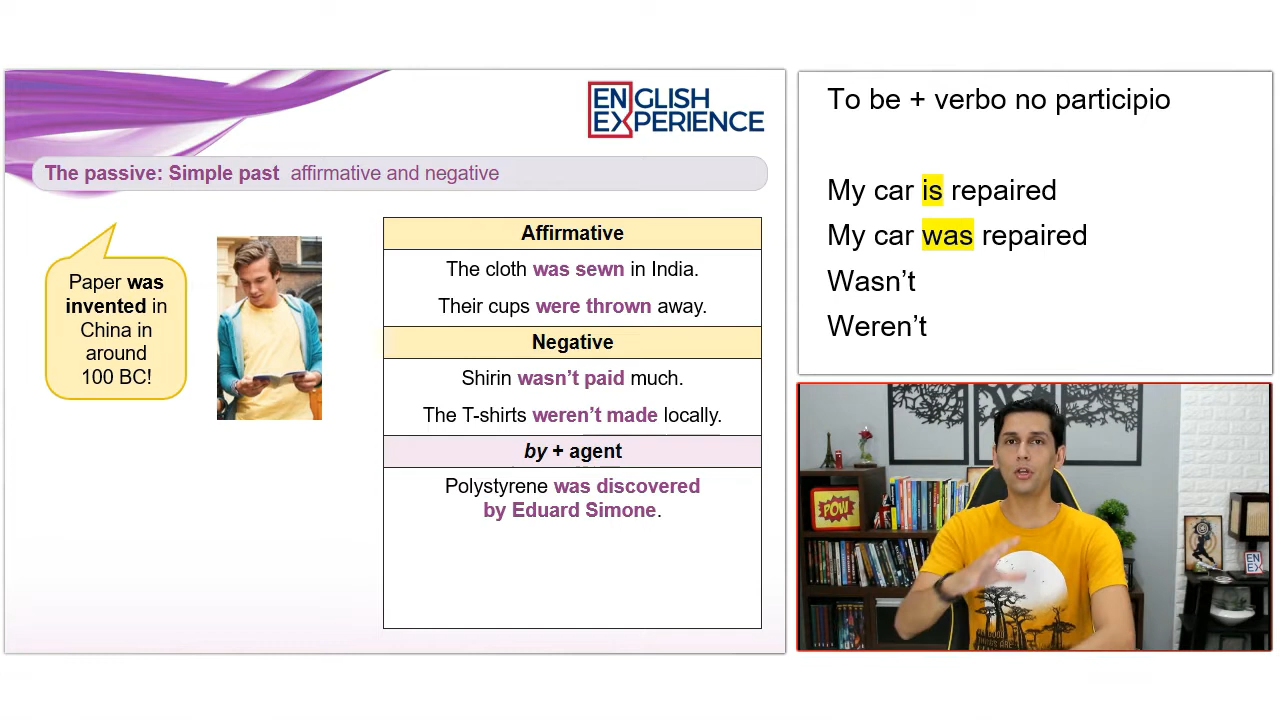 ENGLISH
EXPERIENCE
The passive: Simple past affirmative and negative
Paper was
invented in
China in
around
100 BC!
Affirmative
The cloth was sewn in India.
Their cups were thrown away.
Negative
Shirin wasn’t paid much.
The T-shirts weren’t made locally.
by + agent
Polystyrene was discovered
by Eduard Simone.
To be + verbo no participio
My car is repaired
My car was repaired
Wasn’t
Weren’t
POW
EN
EX